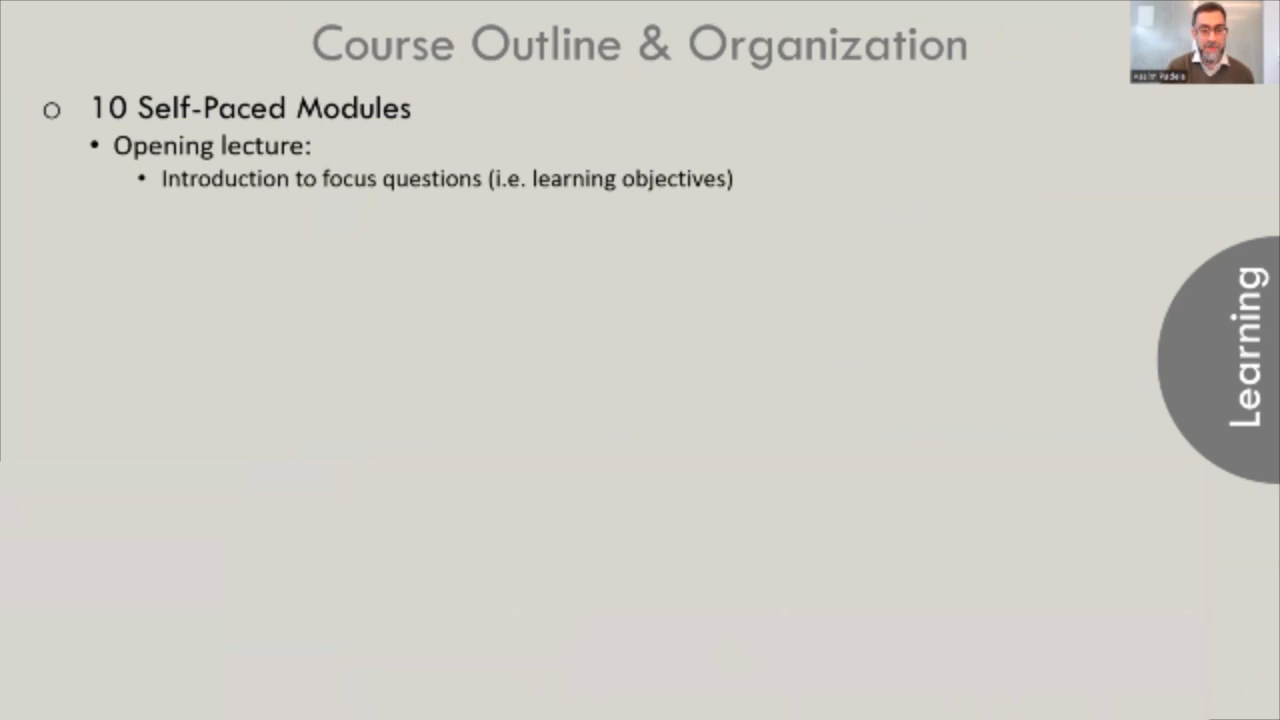 Course Outline & Organization
10 Self-Paced Modules
Opening lecture:
Introduction to focus questions (i.e. learning objectives)
Learning